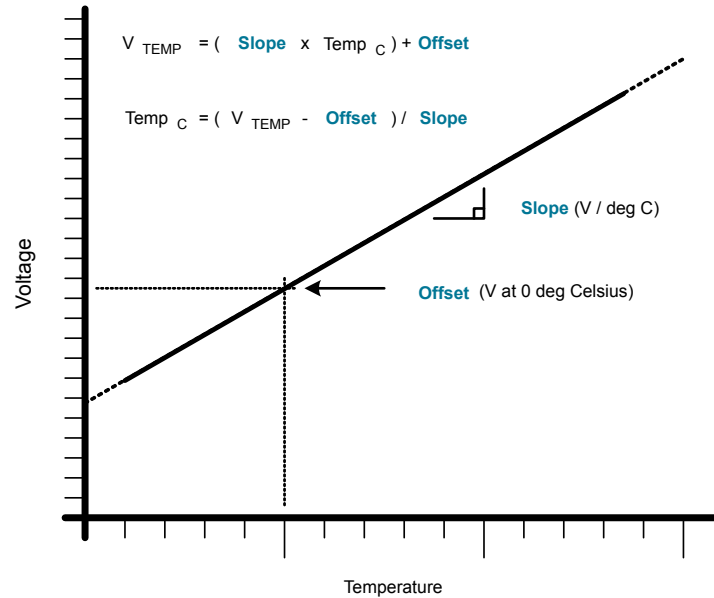 V TEMP = ( Slope x Temp C ) + Offset
Temp C = ( V TEMP - Offset ) / Slope
Slope (V / deg C)
Voltage
Offset (V at 0 deg Celsius)
Temperature